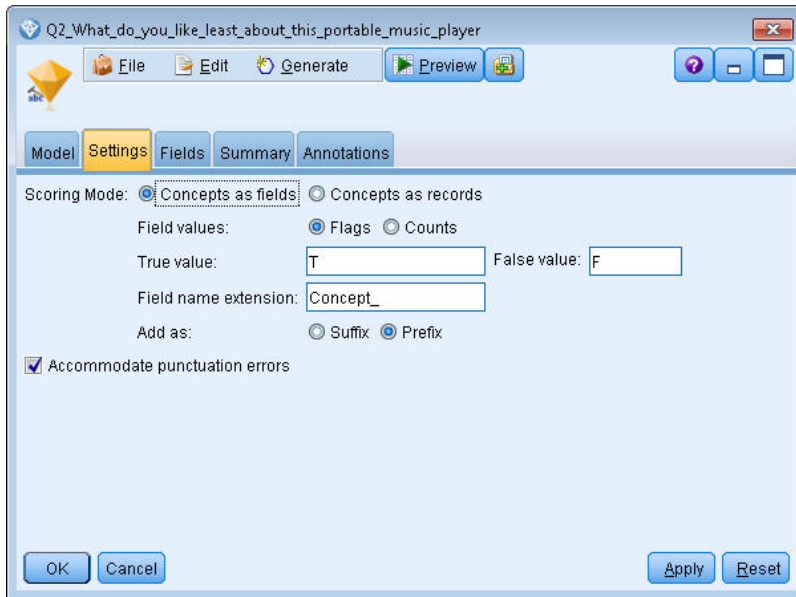 Q2_What_do_you_like_least_about_this_portable_music_player
File Edit Generate Preview
abc
Model Settings Fields Summary Annotations
Scoring Mode: Concepts as fields Concepts as records
Field values: Flags Counts
True value: T False value: F
Field name extension: Concept_
Add as: Suffix Prefix
Accommodate punctuation errors
OK Cancel Apply Reset